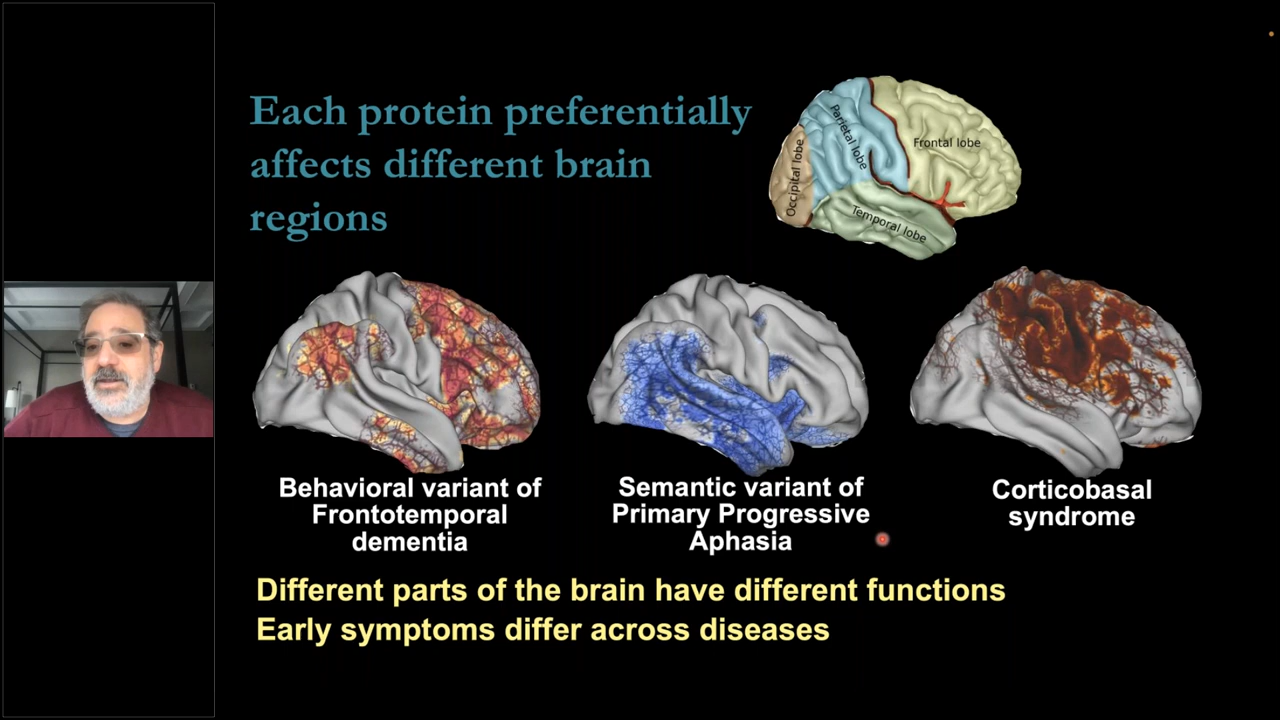 Each protein preferentially
affects different brain
regions
Occipital lobe
Parietal lobe
Frontal lobe
Temporal lobe
Behavioral variant of
Frontotemporal
dementia
Semantic variant of
Primary Progressive
Aphasia
Corticobasal
syndrome
Different parts of the brain have different functions
Early symptoms differ across diseases